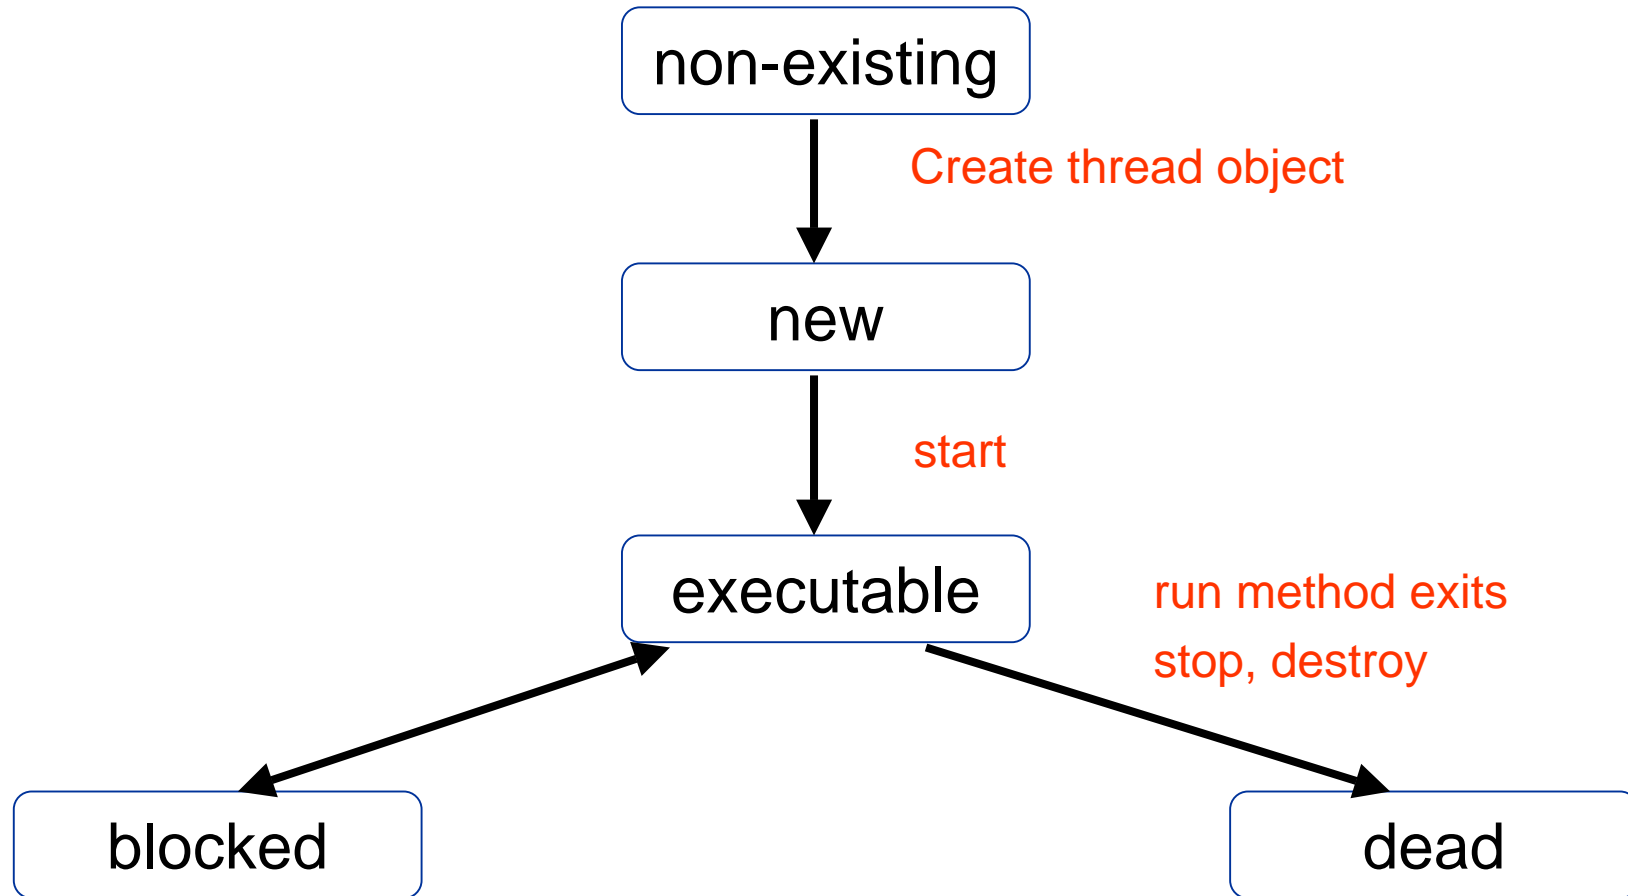 non-existing
Create thread object
new
start
executable
run method exits
stop, destroy
blocked
dead